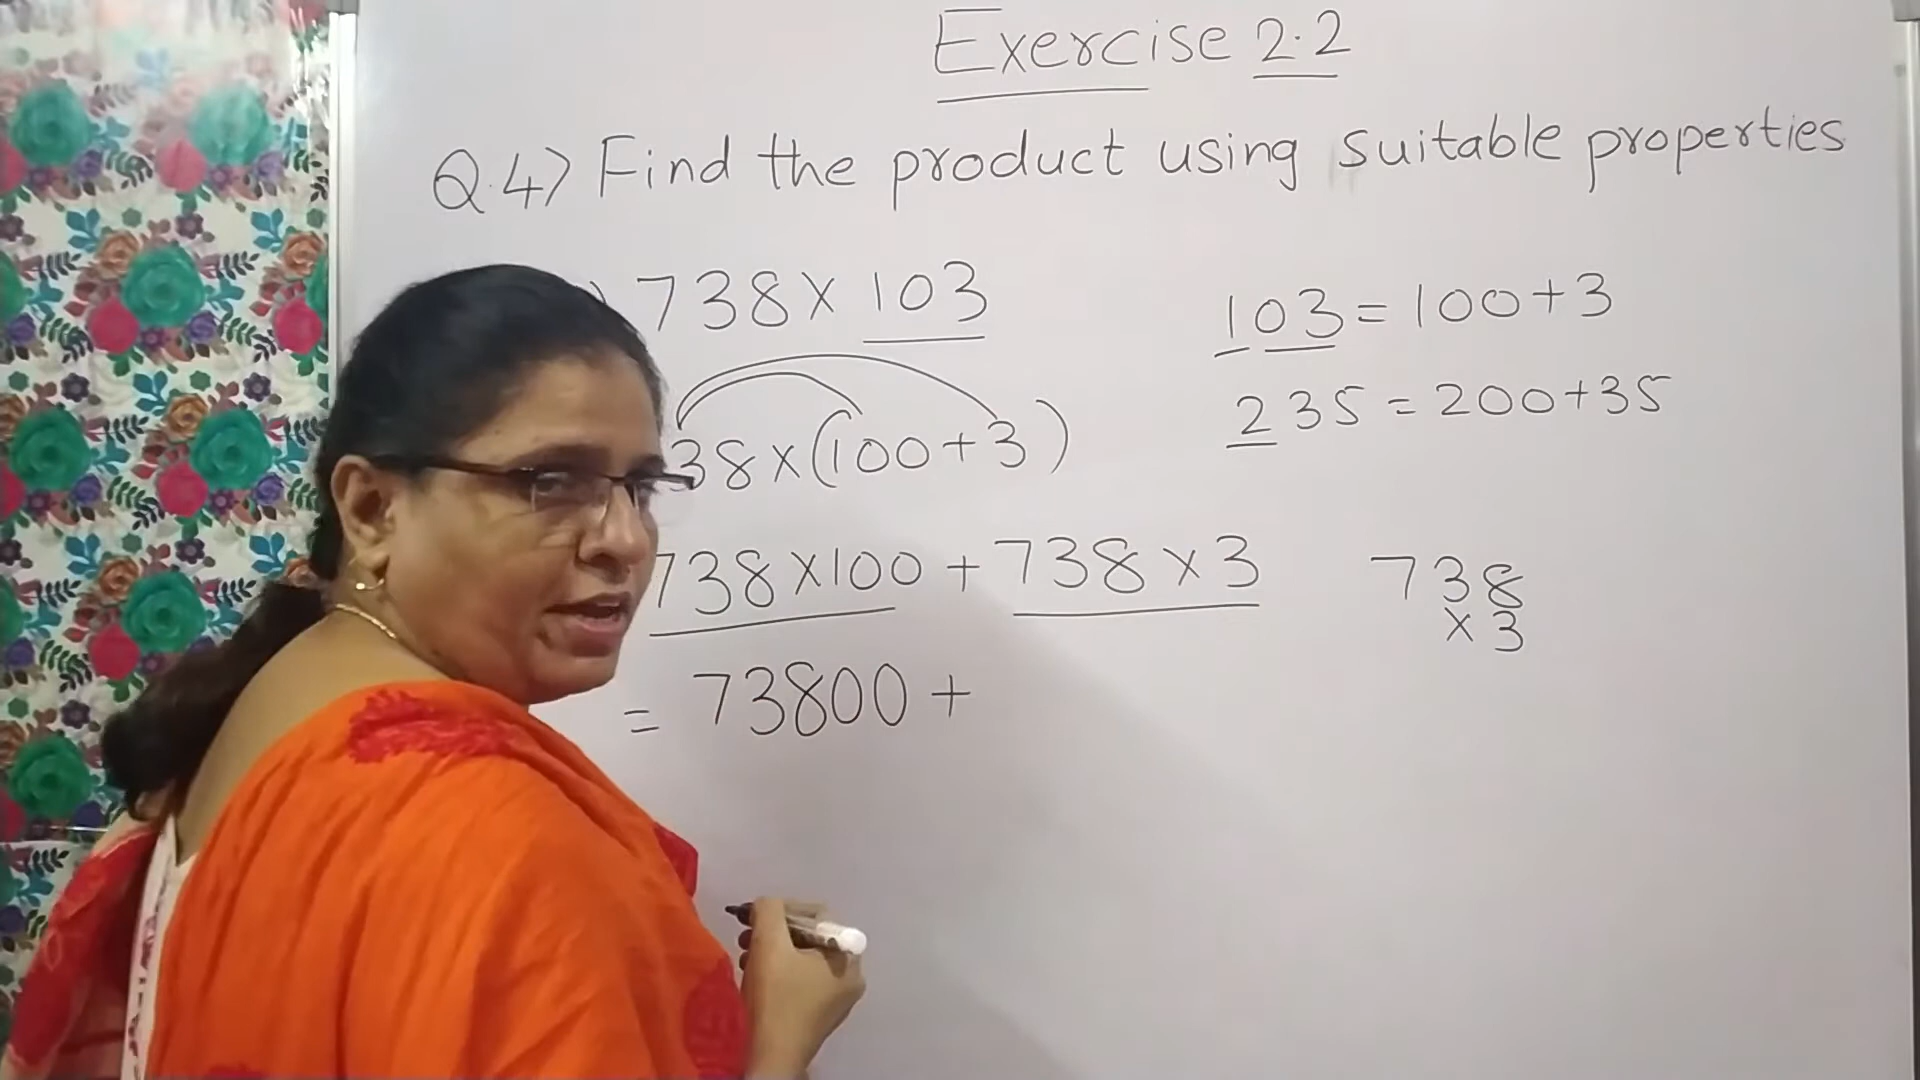 Exercise 2.2
Q.4) Find the product using suitable properties
) 738 x 103
103 = 100+3
235 = 200+35
38 x (100+3)
738 x 100 + 738 x 3
738
x 3
= 73800 +